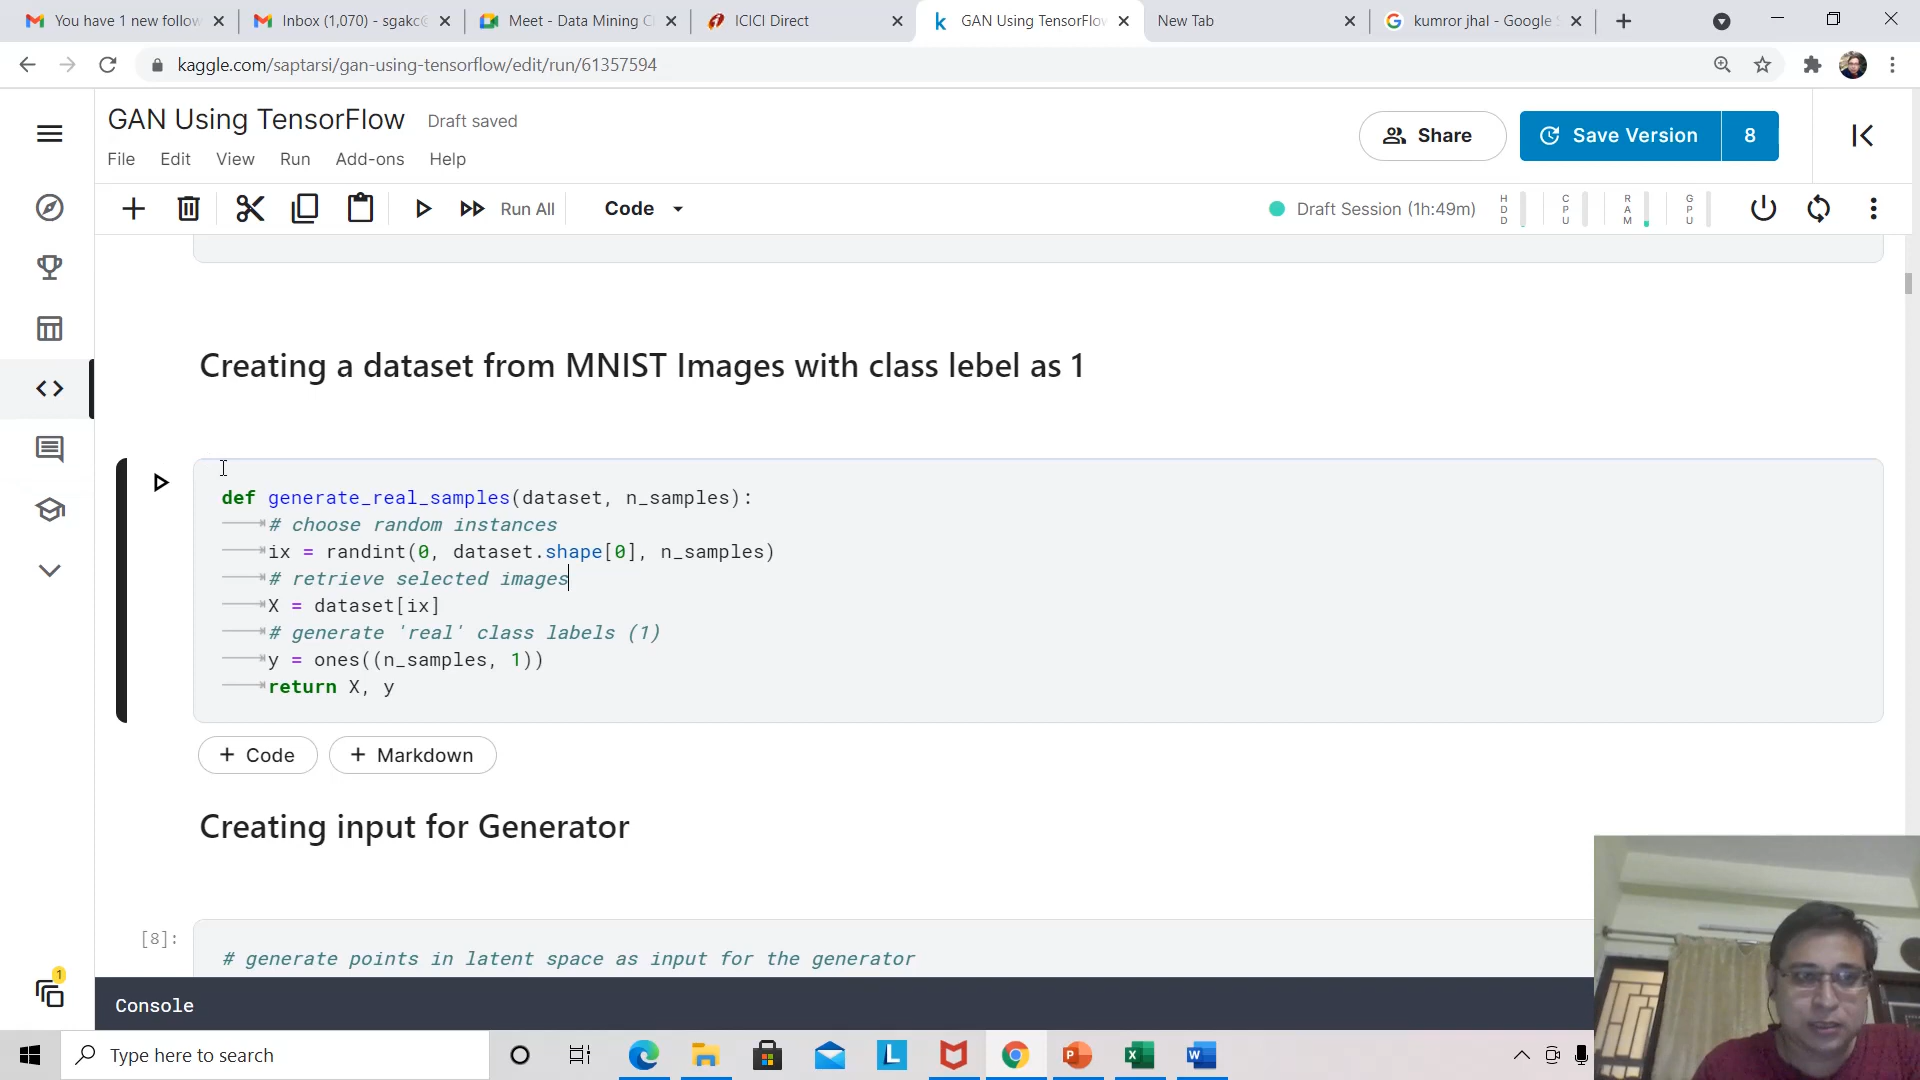 You have 1 new follow
Inbox (1,070) - sgakc@
Meet - Data Mining C
ICICI Direct
GAN Using TensorFlow
New Tab
kumror jhal - Google S
kaggle.com/saptarsi/gan-using-tensorflow/edit/run/61357594
GAN Using TensorFlow
Draft saved
Share
Save Version
8
File
Edit
View
Run
Add-ons
Help
Run All
Code
Draft Session (1h:49m)
HDD
CPU
RAM
GPU
Creating a dataset from MNIST Images with class lebel as 1
def generate_real_samples(dataset, n_samples):
# choose random instances
ix = randint(0, dataset.shape[0], n_samples)
# retrieve selected images
X = dataset[ix]
# generate 'real' class labels (1)
y = ones((n_samples, 1))
return X, y
+ Code
+ Markdown
Creating input for Generator
[8]:
# generate points in latent space as input for the generator
1
Console
Type here to search